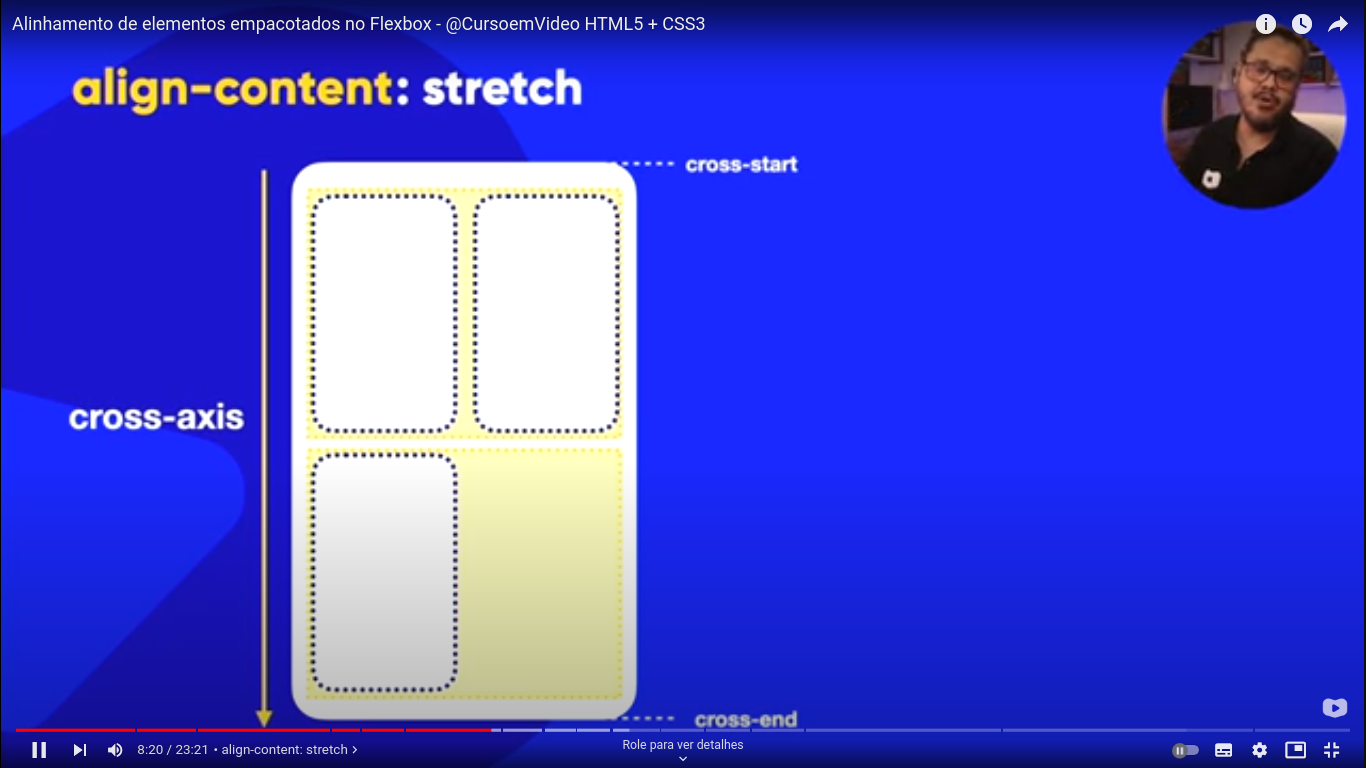 Alinhamento de elementos empacotados no Flexbox - @CursoemVideo HTML5 + CSS3
align-content: stretch
cross-start
cross-axis
cross-end
8:20 / 23:21 • align-content: stretch
Role para ver detalhes